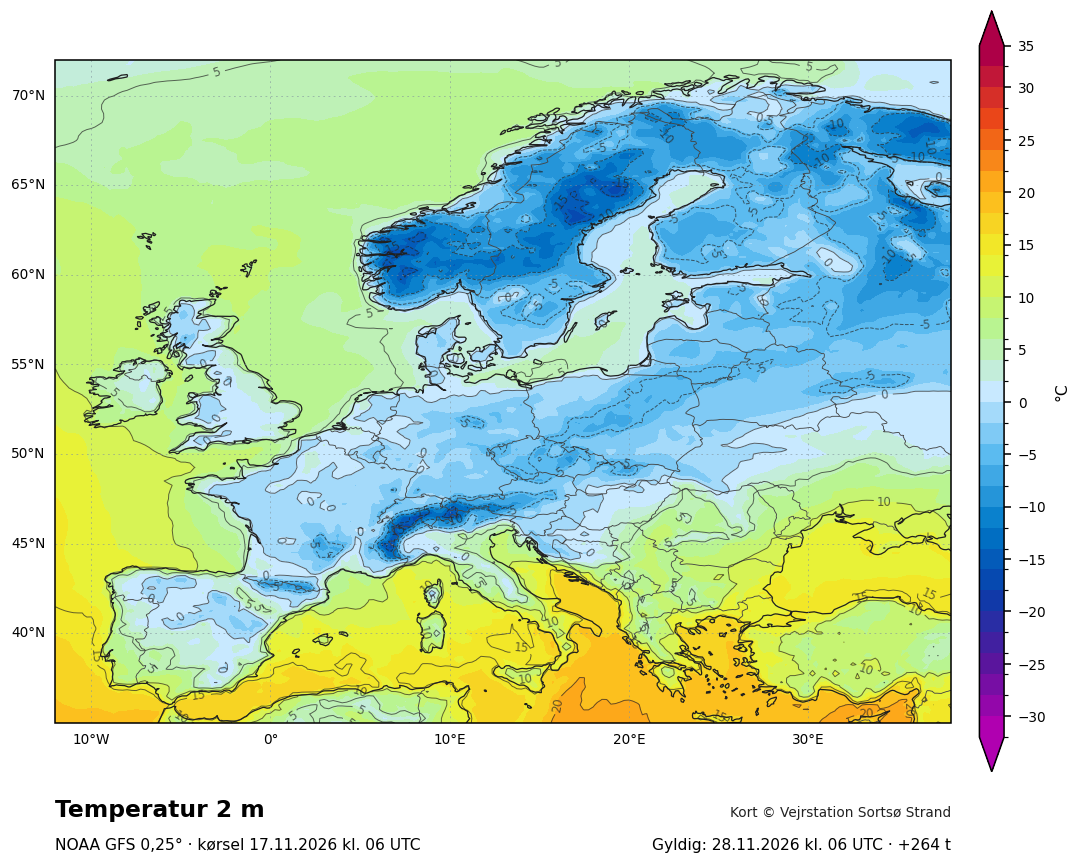 70°N
65°N
60°N
55°N
50°N
45°N
40°N
10°W
0°
10°E
20°E
30°E
35
30
25
20
15
10
5
0
−5
−10
−15
−20
−25
−30
°C
Temperatur 2 m
Kort © Vejrstation Sortsø Strand
NOAA GFS 0,25° · kørsel 17.11.2026 kl. 06 UTC
Gyldig: 28.11.2026 kl. 06 UTC · +264 t